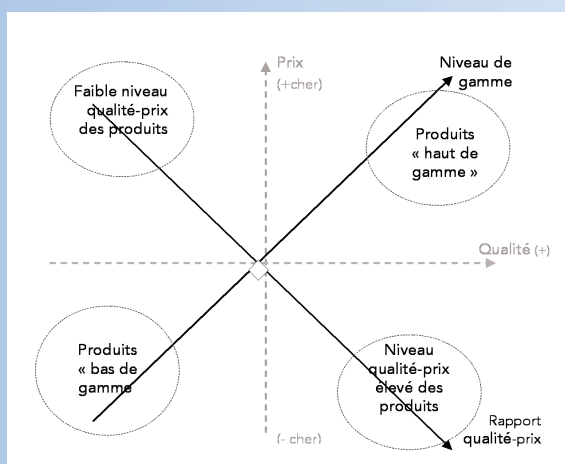 Prix
(+cher)
Niveau de
gamme
Faible niveau
qualité-prix
des produits
Produits
« haut de
gamme »
Qualité (+)
Produits
« bas de
gamme
Niveau
qualité-prix
élevé des
produits
Rapport
qualité-prix
(- cher)